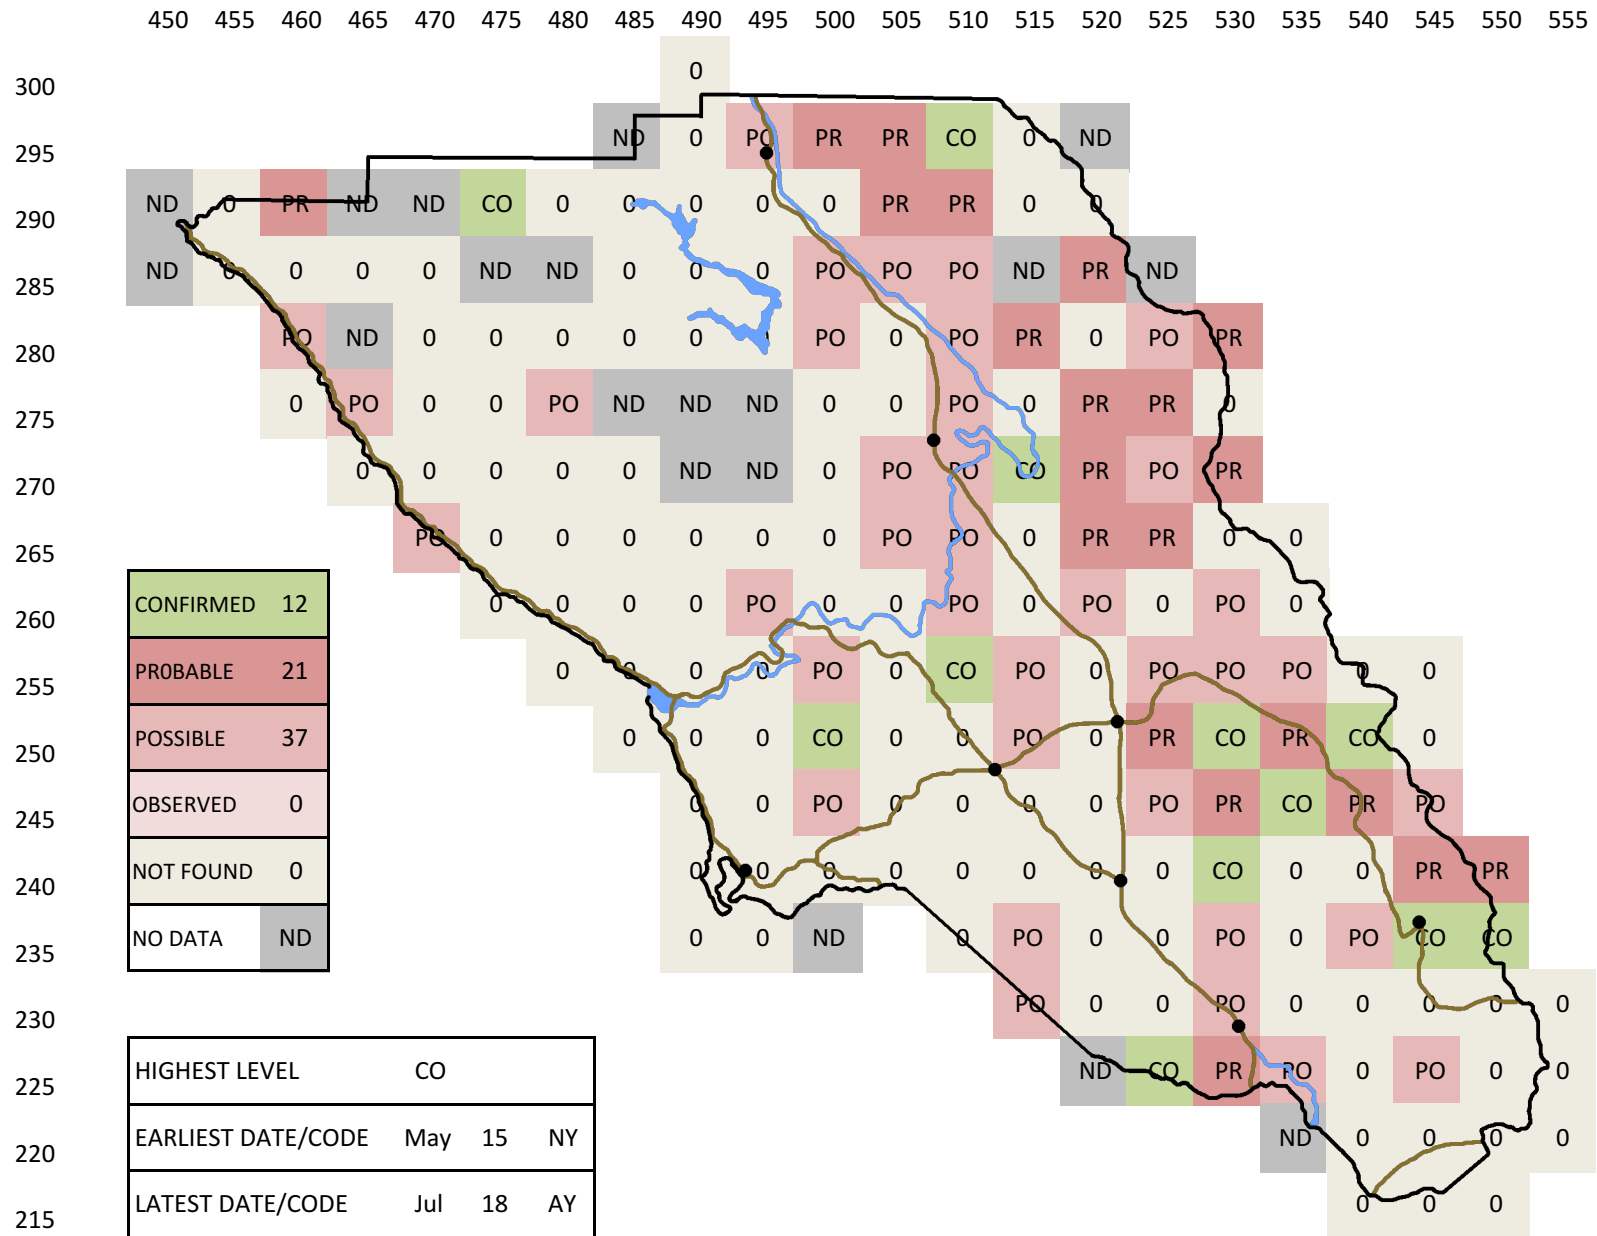 450 455 460 465 470 475 480 485 490 495 500 505 510 515 520 525 530 535 540 545 550 555
0
300
ND 0 PO PR PR CO 0 ND
295
ND 0 PR ND ND CO 0 0 0 0 0 PR PR 0 0
290
ND 0 0 0 0 ND ND 0 0 0 PO PO PO ND PR ND
285
PO ND 0 0 0 0 0 0 PO 0 PO PR 0 PO PR
280
0 PO 0 0 PO ND ND ND 0 0 PO 0 PR PR 0
275
0 0 0 0 0 ND ND 0 PO PO CO PR PO PR
270
PO 0 0 0 0 0 0 PO PO 0 PR PR 0 0
265
CONFIRMED 12 0 0 0 0 PO 0 0 PO 0 PO 0 PO 0
260
PR0BABLE 21 0 0 0 0 PO 0 CO PO 0 PO PO PO 0 0
255
POSSIBLE 37 0 0 0 CO 0 0 PO 0 PR CO PR CO 0
250
OBSERVED 0 0 0 PO 0 0 0 0 PO PR CO PR PO
245
NOT FOUND 0 0 0 0 0 0 0 0 0 CO 0 0 PR PR
240
NO DATA ND 0 0 ND 0 PO 0 0 PO 0 PO CO CO
235
PO 0 0 PO 0 0 0 0 0
230
HIGHEST LEVEL CO ND CO PR PO 0 PO 0 0
225
EARLIEST DATE/CODE May 15 NY ND 0 0 0 0
220
LATEST DATE/CODE Jul 18 AY 0 0 0
215